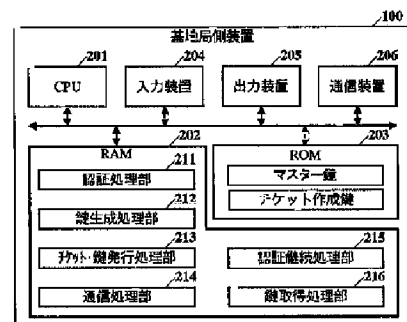 100
基地局側装置
201 204 205 206
CPU 入力装置 出力装置 通信装置
202 203
RAM ROM
211
認証処理部 マスター鍵
212
鍵生成処理部 チケット作成鍵
213 215
チケット・鍵発行処理部 認証継続処理部
214 216
通信処理部 鍵取得処理部